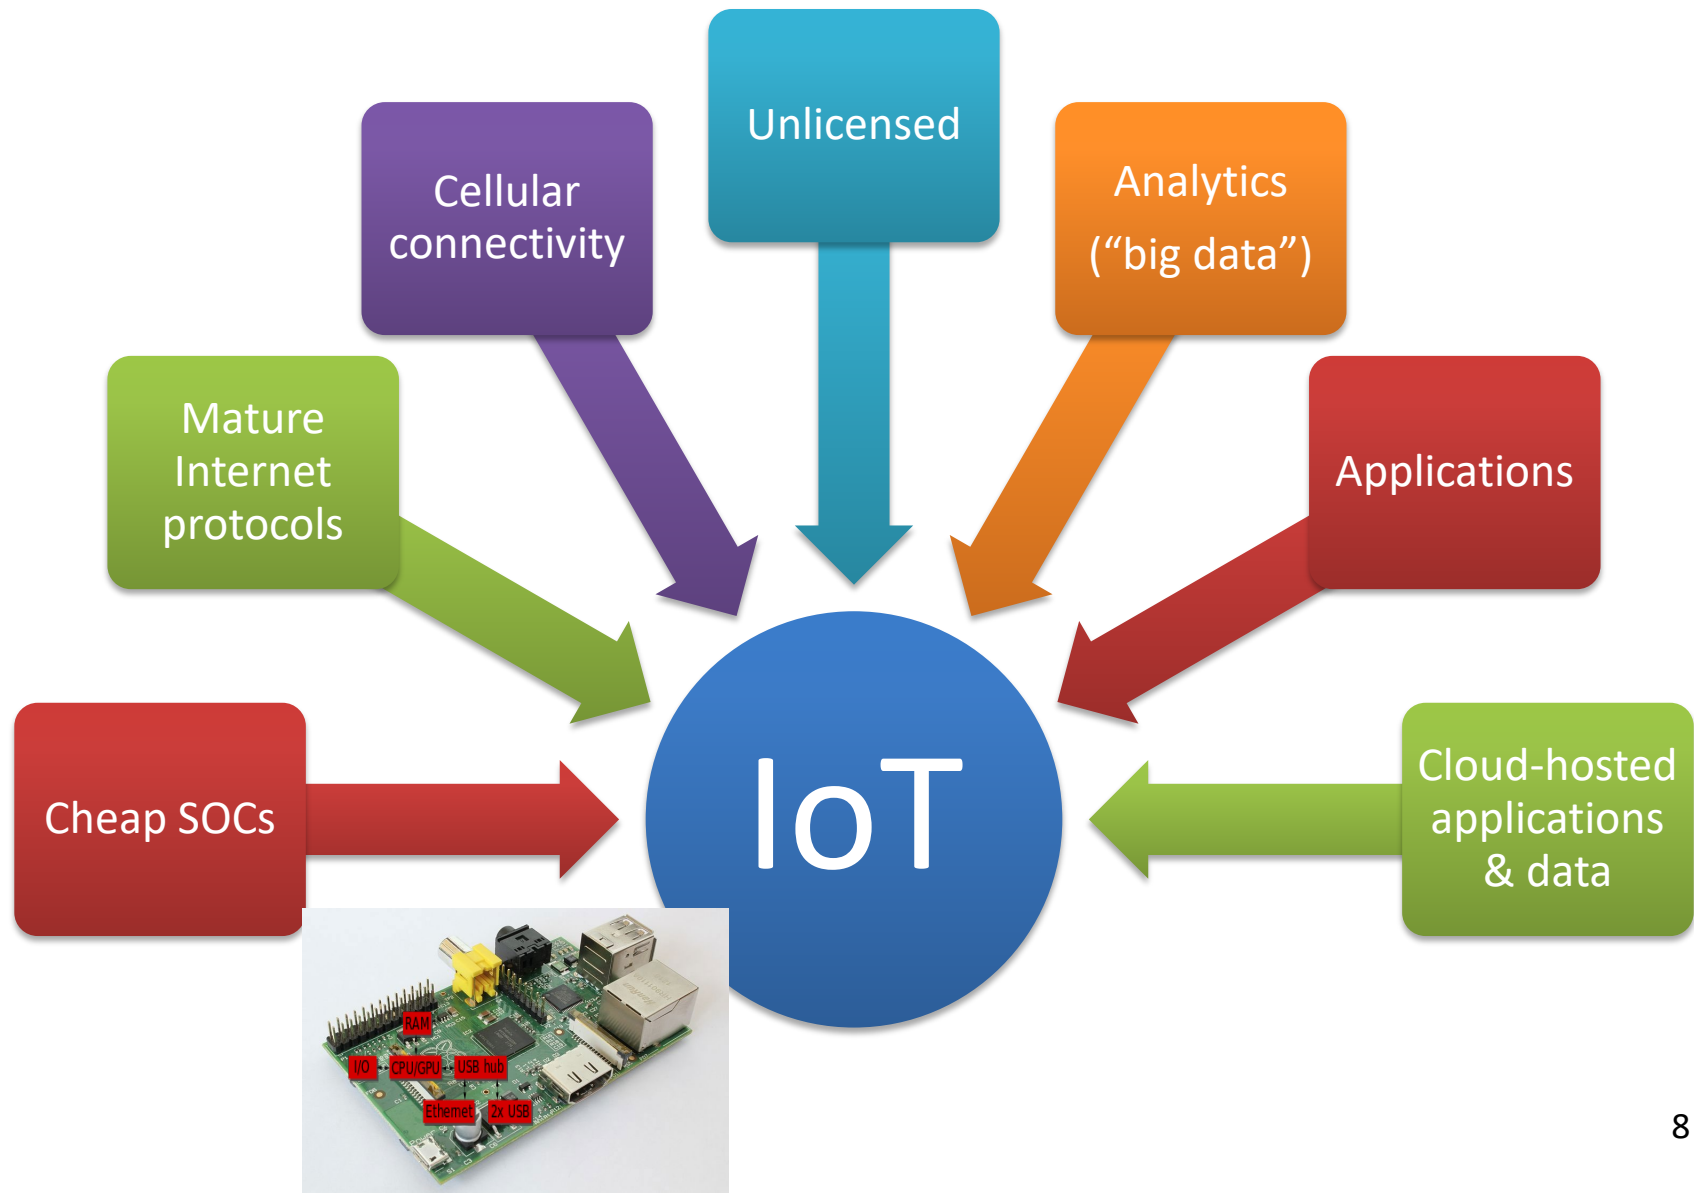 Unlicensed
Cellular
connectivity
Analytics
(“big data”)
Mature
Internet
protocols
Applications
Cheap SOCs
IoT
Cloud-hosted
applications
& data
RAM
I/O
CPU/GPU
USB hub
Ethernet
2x USB
8